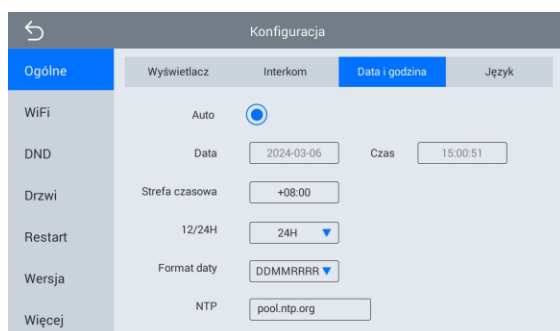 Konfiguracja
Ogólne
Wyświetlacz Interkom Data i godzina Język
WiFi
Auto
DND
Data 2024-03-06 Czas 15:00:51
Drzwi
Strefa czasowa +08:00
Restart
12/24H 24H
Wersja
Format daty DDMMRRRR
Więcej
NTP pool.ntp.org